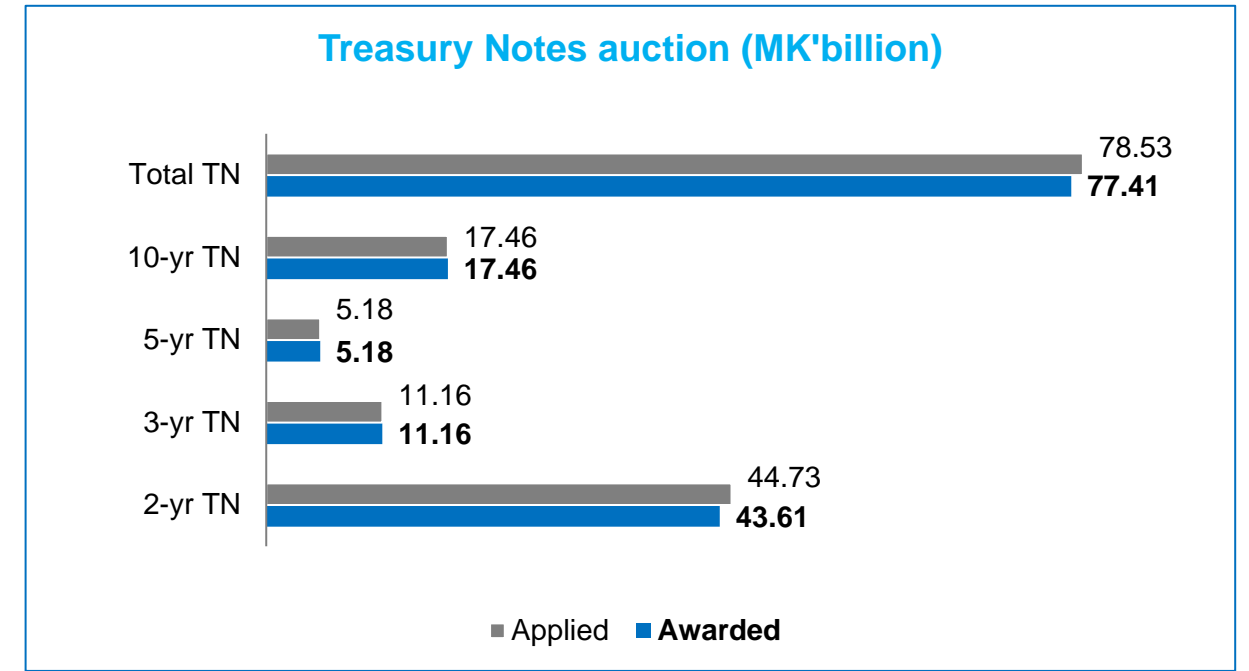 Treasury Notes auction (MK'billion)
Total TN
78.53
77.41
10-yr TN
17.46
17.46
5-yr TN
5.18
5.18
3-yr TN
11.16
11.16
2-yr TN
44.73
43.61
Applied Awarded